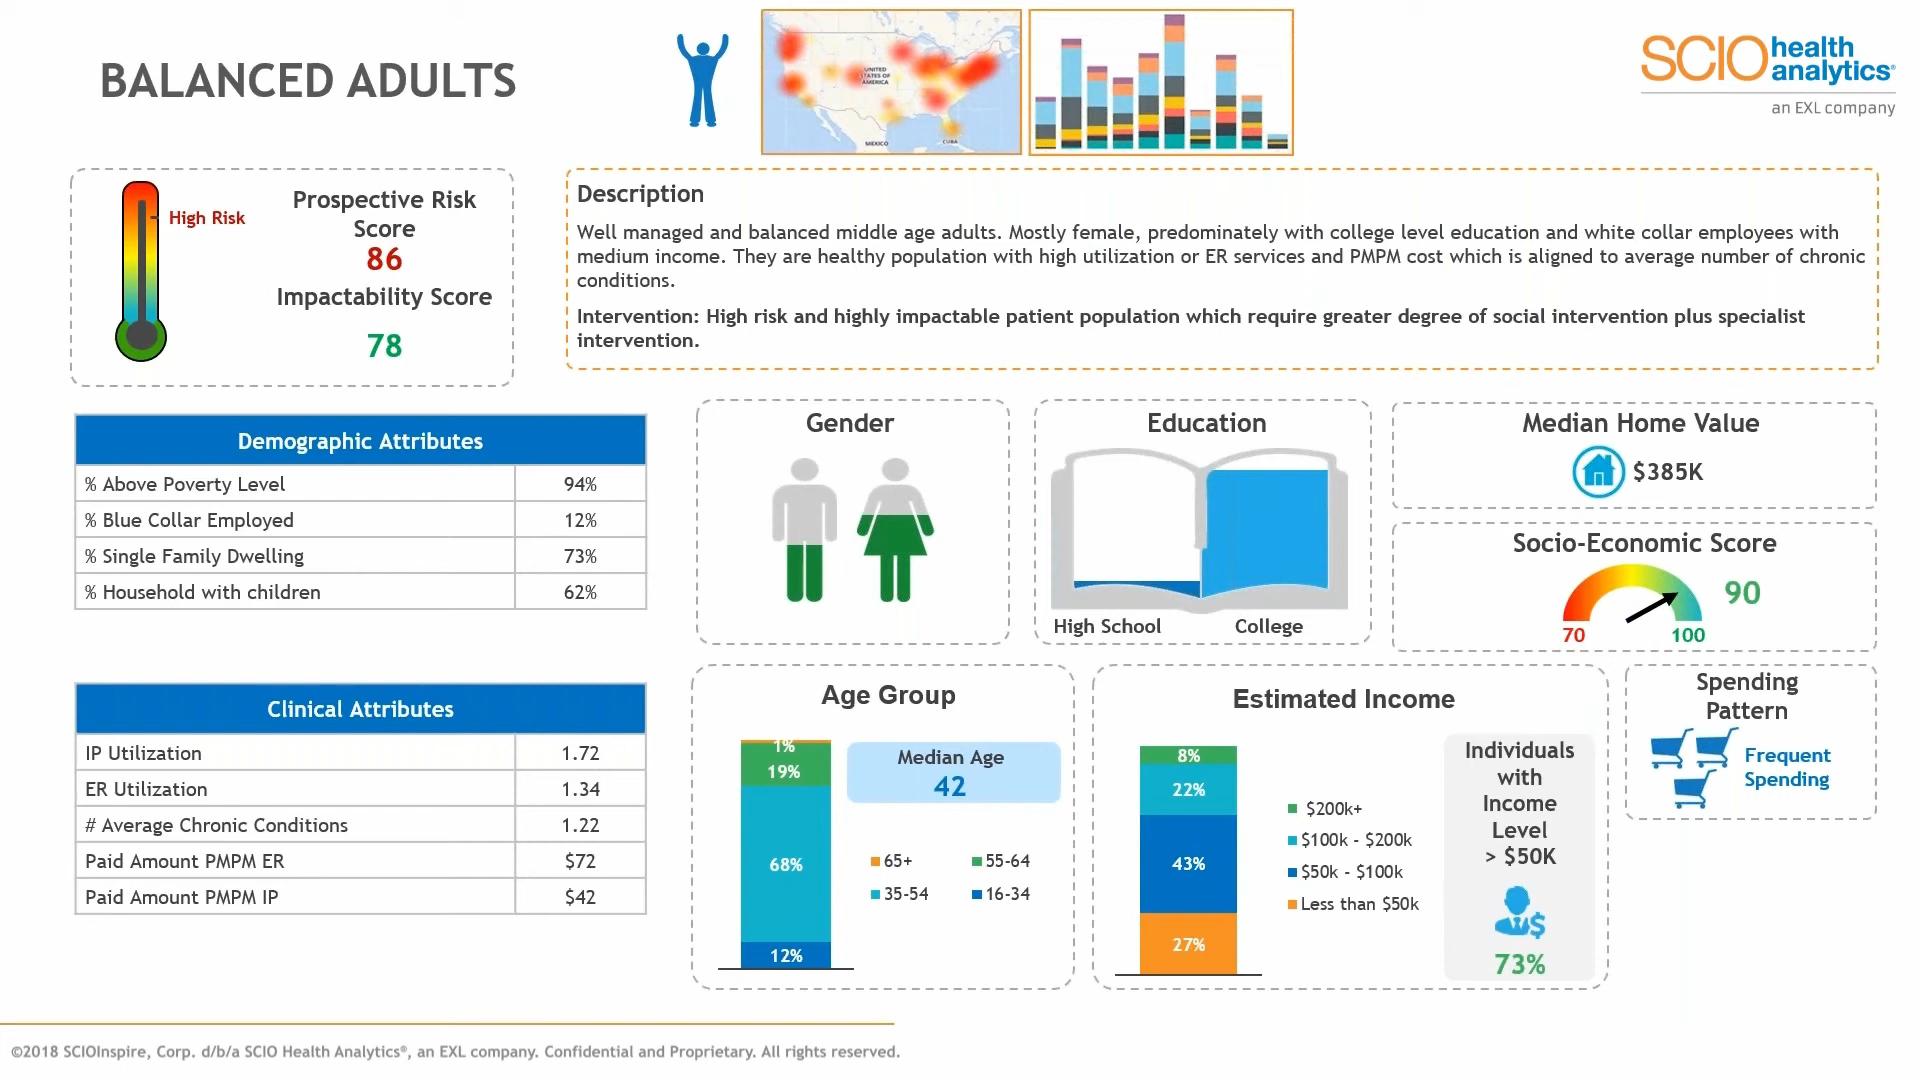 BALANCED ADULTS
UNITED
STATES OF
AMERICA
MEXICO
CUBA
SCIO health
analytics®
an EXL company
High Risk
Prospective Risk
Score
86
Impactability Score
78
Description
Well managed and balanced middle age adults. Mostly female, predominately with college level education and white collar employees with
medium income. They are healthy population with high utilization or ER services and PMPM cost which is aligned to average number of chronic
conditions.
Intervention: High risk and highly impactable patient population which require greater degree of social intervention plus specialist
intervention.
Demographic Attributes
% Above Poverty Level 94%
% Blue Collar Employed 12%
% Single Family Dwelling 73%
% Household with children 62%
Gender
Education
High School College
Median Home Value
$385K
Socio-Economic Score
90
70 100
Clinical Attributes
IP Utilization 1.72
ER Utilization 1.34
# Average Chronic Conditions 1.22
Paid Amount PMPM ER $72
Paid Amount PMPM IP $42
Age Group
1%
19%
68%
12%
Median Age
42
65+ 55-64
35-54 16-34
Estimated Income
8%
22%
43%
27%
$200k+
$100k - $200k
$50k - $100k
Less than $50k
Individuals
with
Income
Level
> $50K
$
73%
Spending
Pattern
Frequent
Spending
©2018 SCIOInspire, Corp. d/b/a SCIO Health Analytics®, an EXL company. Confidential and Proprietary. All rights reserved.